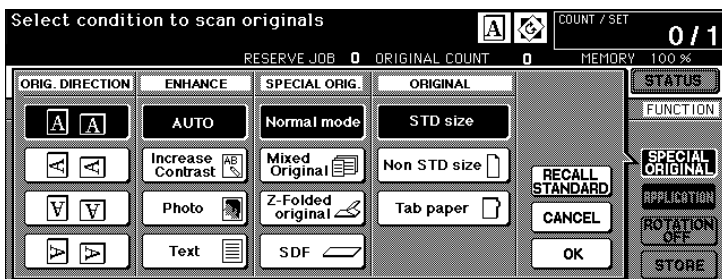 Select condition to scan originals
A
COUNT / SET
0 / 1
RESERVE JOB 0 ORIGINAL COUNT 0 MEMORY 100 %
ORIG. DIRECTION ENHANCE SPECIAL ORIG. ORIGINAL STATUS
FUNCTION
A A AUTO Normal mode STD size
A A Increase Contrast AB Mixed Original Non STD size
SPECIAL ORIGINAL
RECALL STANDARD
A A Photo Z-Folded original Tab paper
APPLICATION
CANCEL
ROTATION OFF
A A Text SDF OK
STORE